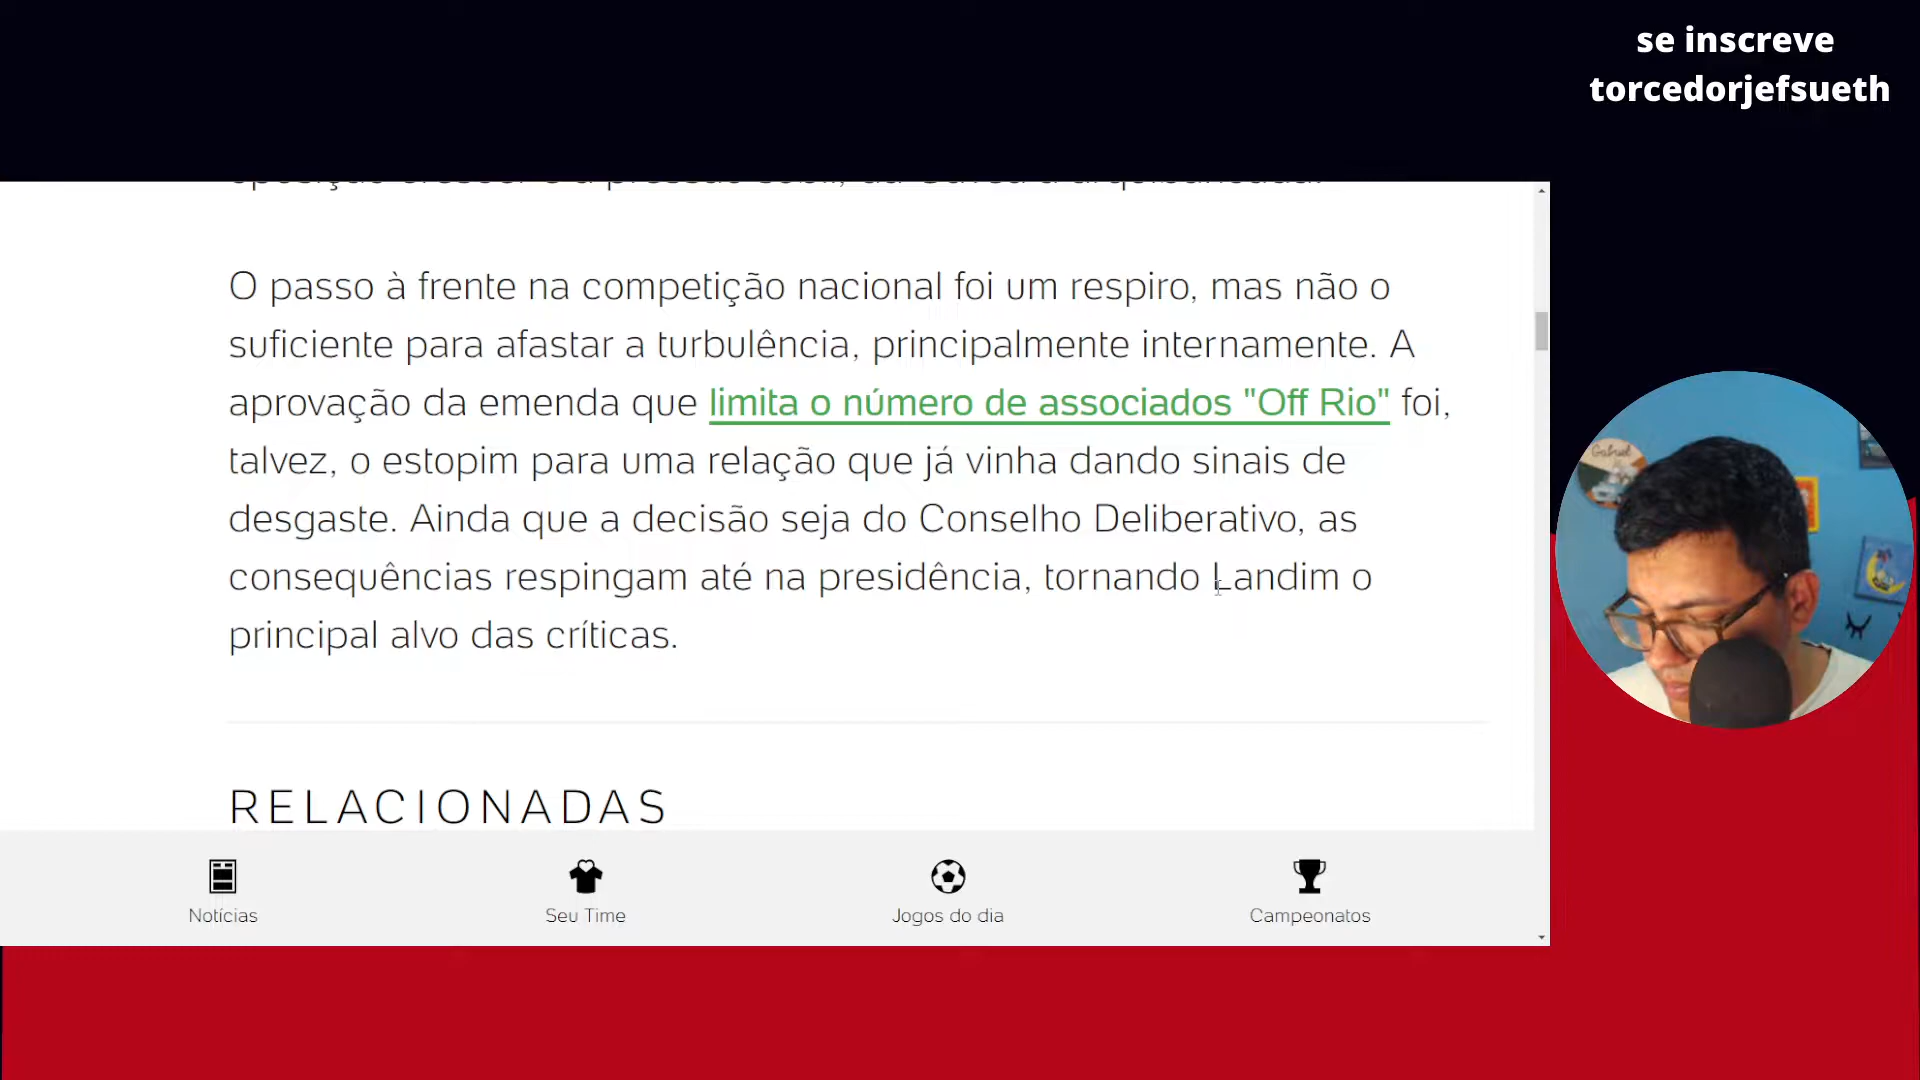 se inscreve
torcedorjefsueth
O passo à frente na competição nacional foi um respiro, mas não o
suficiente para afastar a turbulência, principalmente internamente. A
aprovação da emenda que limita o número de associados "Off Rio" foi,
talvez, o estopim para uma relação que já vinha dando sinais de
desgaste. Ainda que a decisão seja do Conselho Deliberativo, as
consequências respingam até na presidência, tornando Landim o
principal alvo das críticas.
RELACIONADAS
Notícias
Seu Time
Jogos do dia
Campeonatos
Gabriel